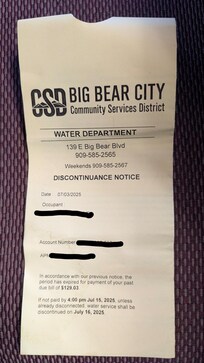 CSD BIG BEAR CITY
Community Services District
WATER DEPARTMENT
139 E Big Bear Blvd
909-585-2565
Weekends 909-585-2567
DISCONTINUANCE NOTICE
Date 07/03/2025
Occupant
Account Number
APN
In accordance with our previous notice, the
period has expired for payment of your past
due bill of $128.03.
If not paid by 4:00 pm Jul 15, 2025, unless
already disconnected, water service shall be
discontinued on July 16, 2025.